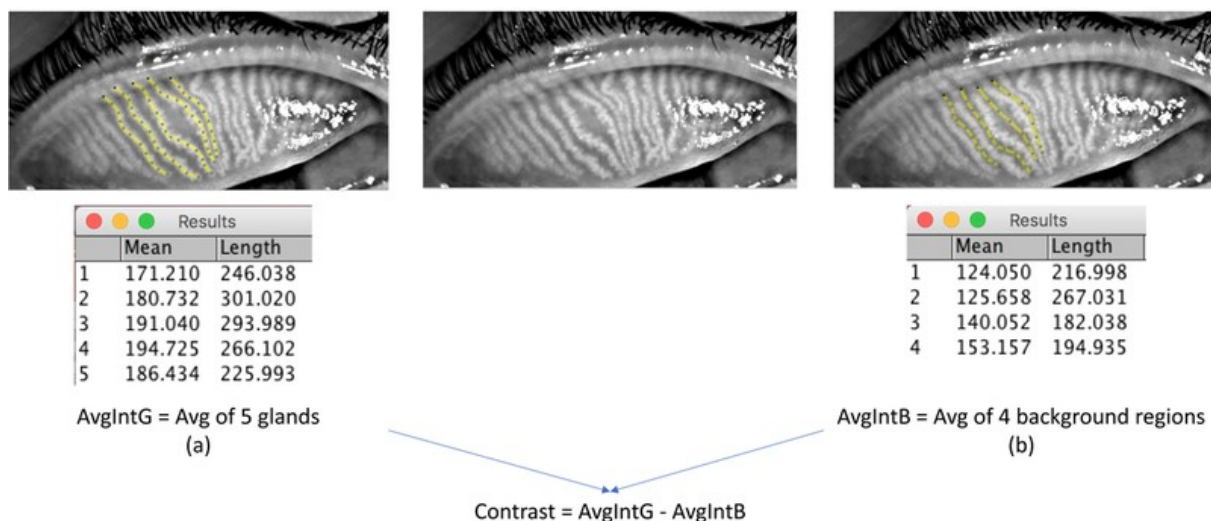 Results
Mean Length
1 171.210 246.038
2 180.732 301.020
3 191.040 293.989
4 194.725 266.102
5 186.434 225.993
AvgIntG = Avg of 5 glands
(a)
Results
Mean Length
1 124.050 216.998
2 125.658 267.031
3 140.052 182.038
4 153.157 194.935
AvgIntB = Avg of 4 background regions
(b)
Contrast = AvgIntG - AvgIntB